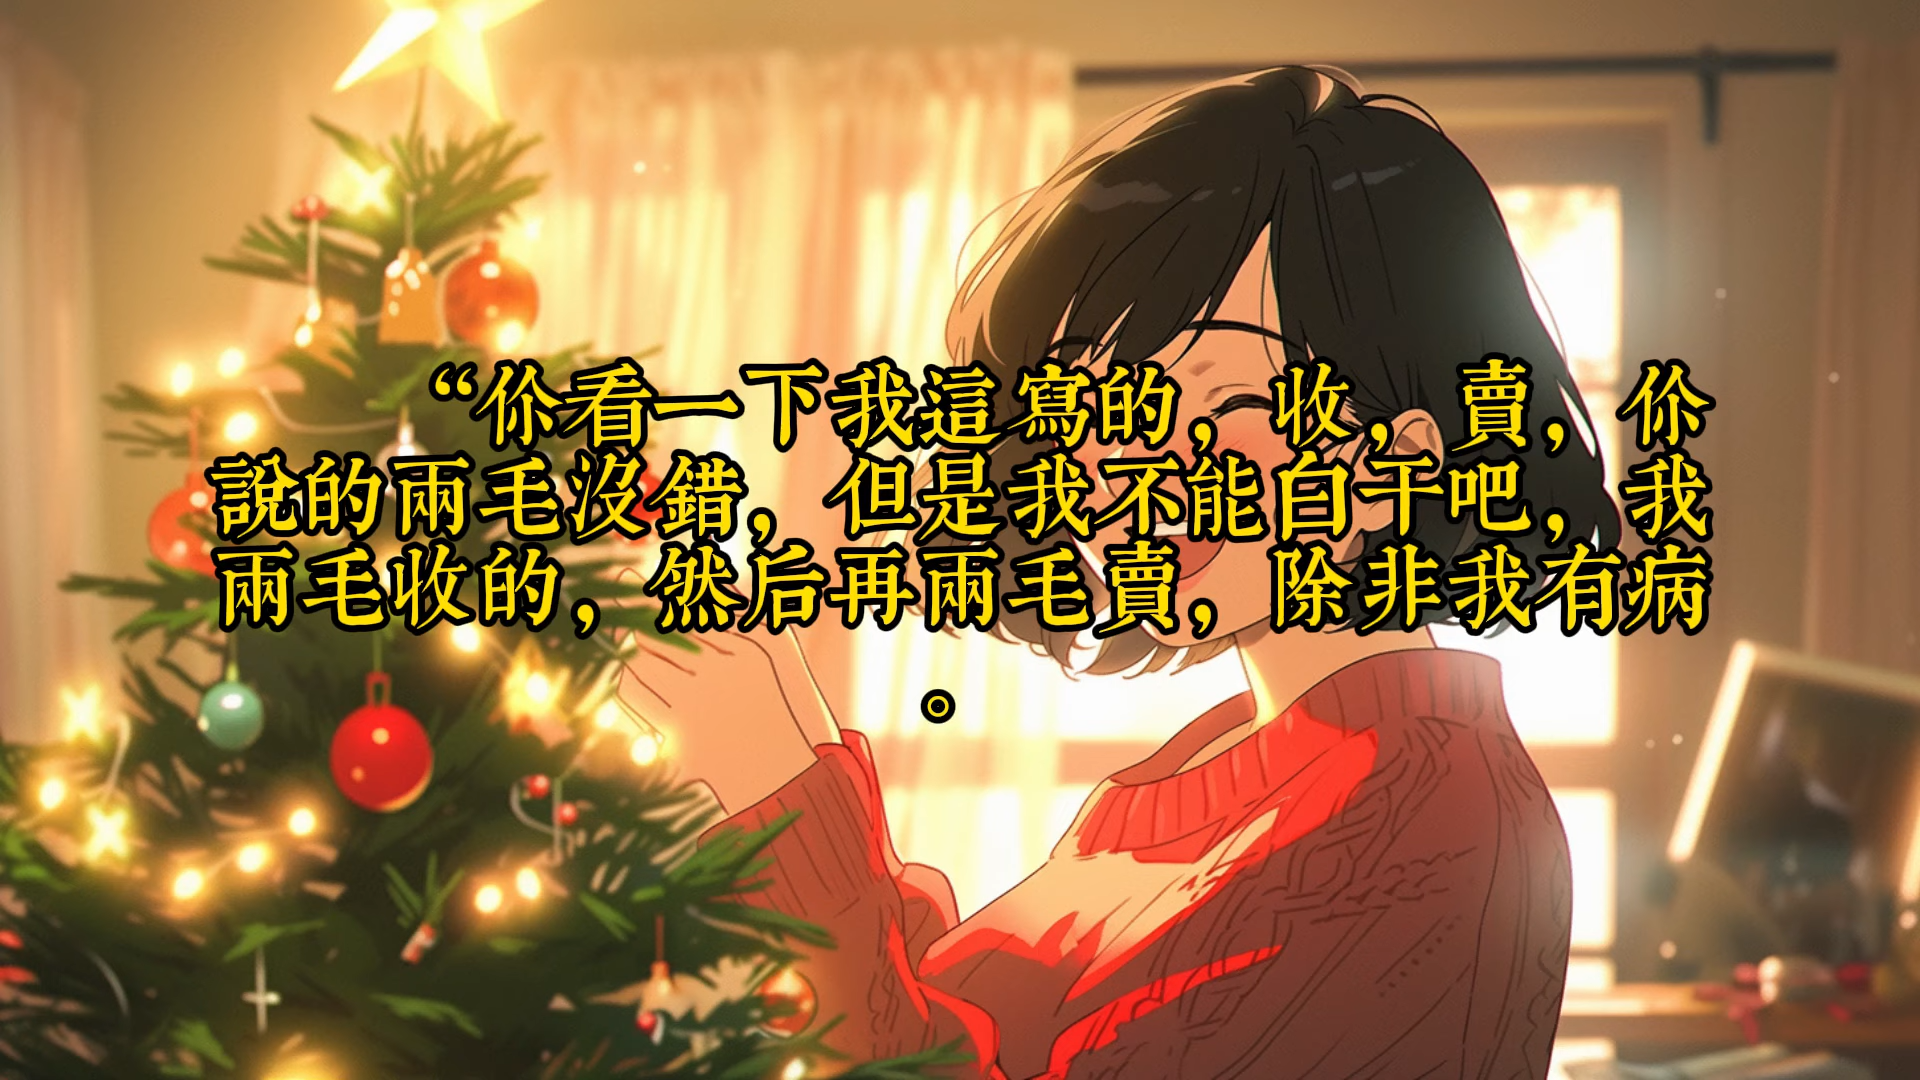 “你看一下我這寫的，收，賣，你
說的兩毛沒錯，但是我不能白干吧，我
兩毛收的，然后再兩毛賣，除非我有病
。